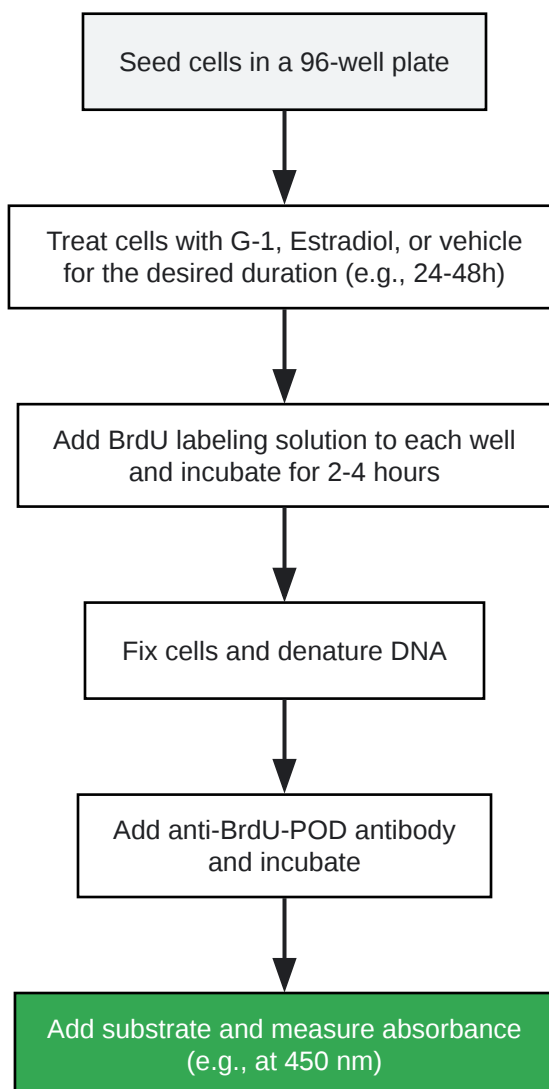 Seed cells in a 96-well plate
Treat cells with G-1, Estradiol, or vehicle
for the desired duration (e.g., 24-48h)
Add BrdU labeling solution to each well
and incubate for 2-4 hours
Fix cells and denature DNA
Add anti-BrdU-POD antibody
and incubate
Add substrate and measure absorbance
(e.g., at 450 nm)